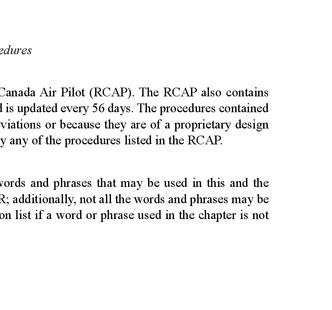 edures
Canada Air Pilot (RCAP). The RCAP also contains
is updated every 56 days. The procedures contained
viations or because they are of a proprietary design
y any of the procedures listed in the RCAP.
words and phrases that may be used in this and the
R; additionally, not all the words and phrases may be
on list if a word or phrase used in the chapter is not